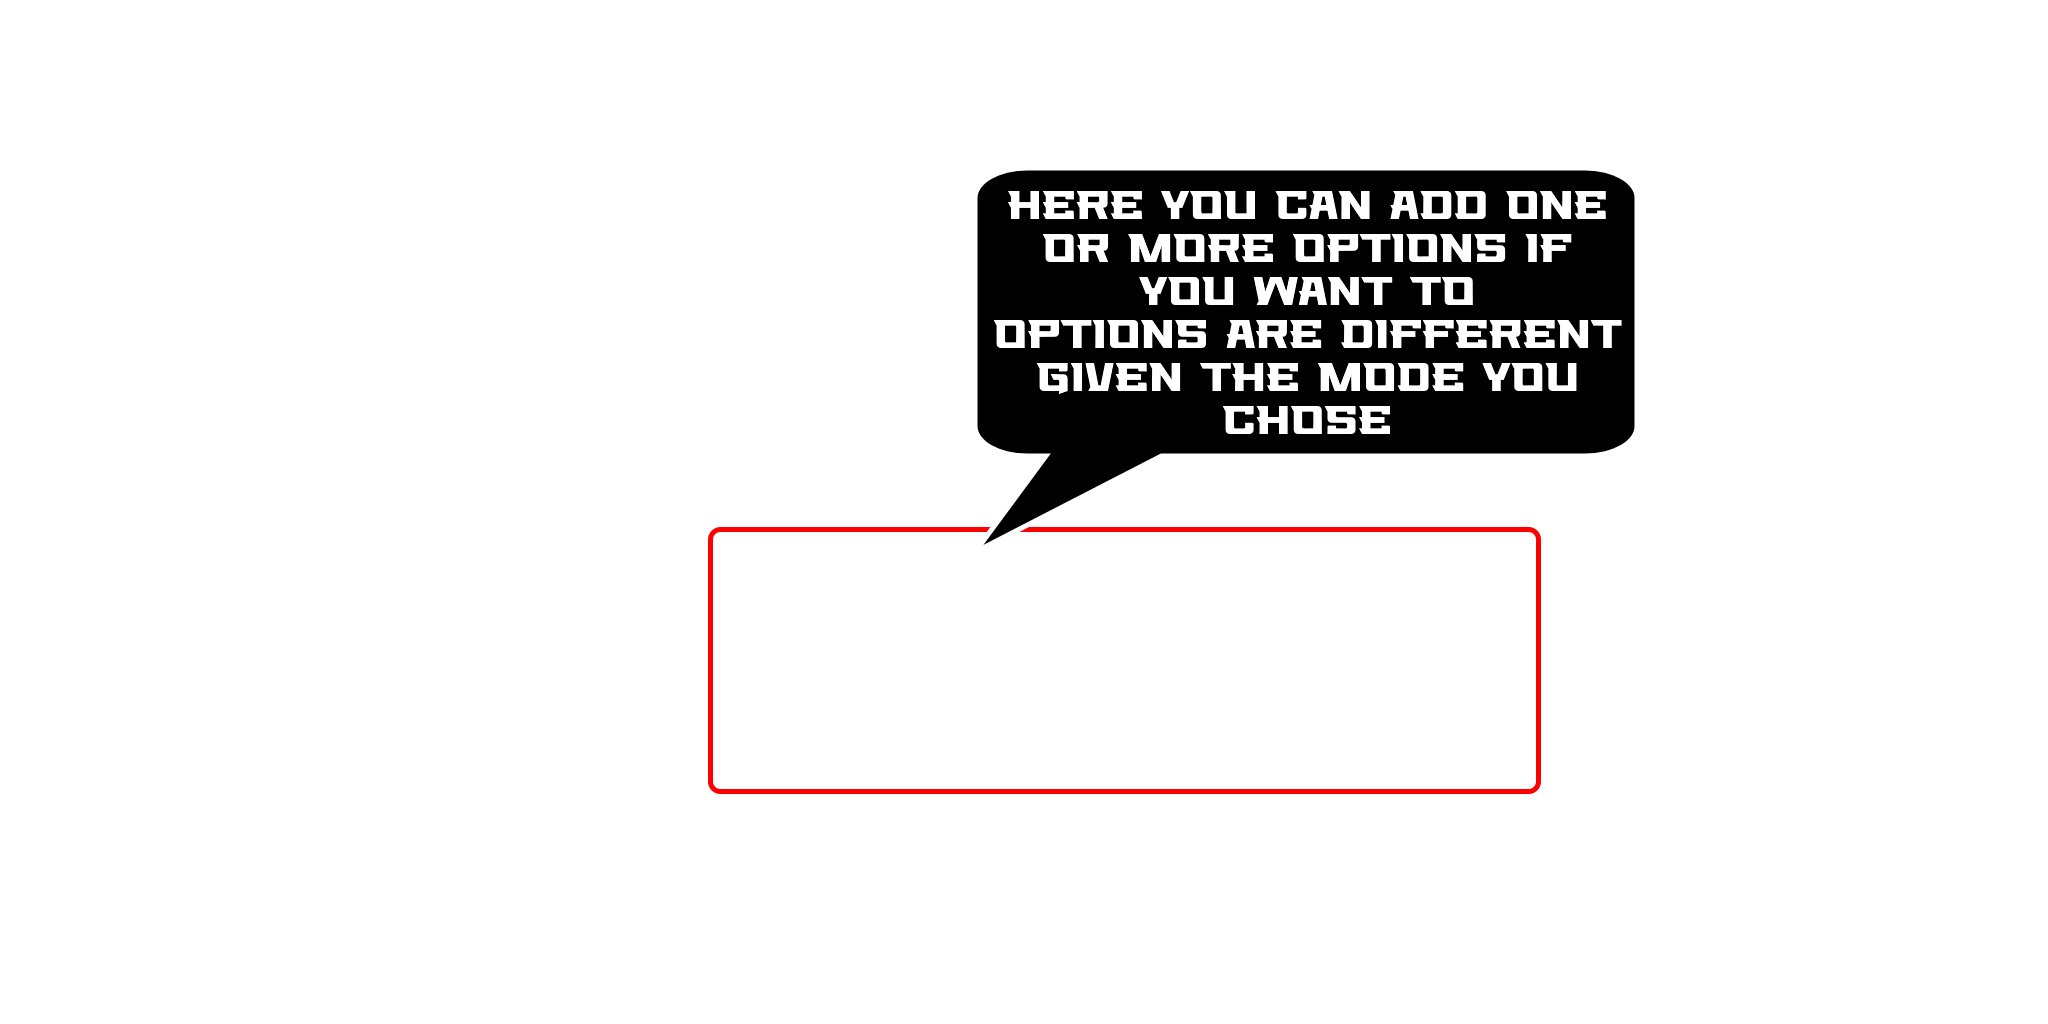 HERE YOU CAN ADD ONE
OR MORE OPTIONS IF
YOU WANT TO
OPTIONS ARE DIFFERENT
GIVEN THE MODE YOU
CHOSE